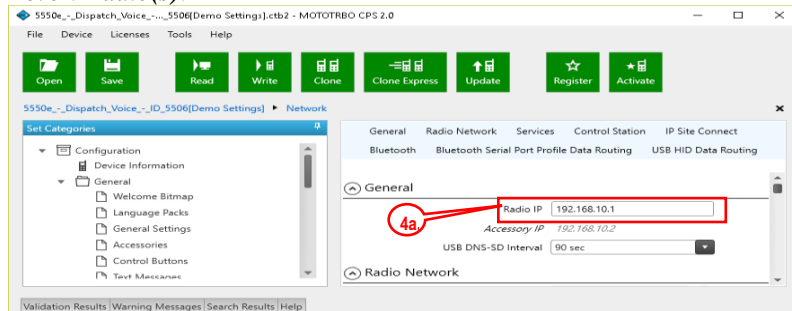 5550e_-_Dispatch_Voice_-..._5506[Demo Settings].ctb2 - MOTOTRBO CPS 2.0
File Device Licenses Tools Help
Open Save Read Write Clone Clone Express Update Register Activate
5550e_-_Dispatch_Voice_-_ID_5506[Demo Settings] Network
Set Categories
Configuration
Device Information
General
Welcome Bitmap
Language Packs
General Settings
Accessories
Control Buttons
Text Messages
General Radio Network Services Control Station IP Site Connect
Bluetooth Bluetooth Serial Port Profile Data Routing USB HID Data Routing
General
Radio IP 192.168.10.1
4a.
Accessory IP 192.168.10.2
USB DNS-SD Interval 90 sec
Radio Network
Validation Results Warning Messages Search Results Help